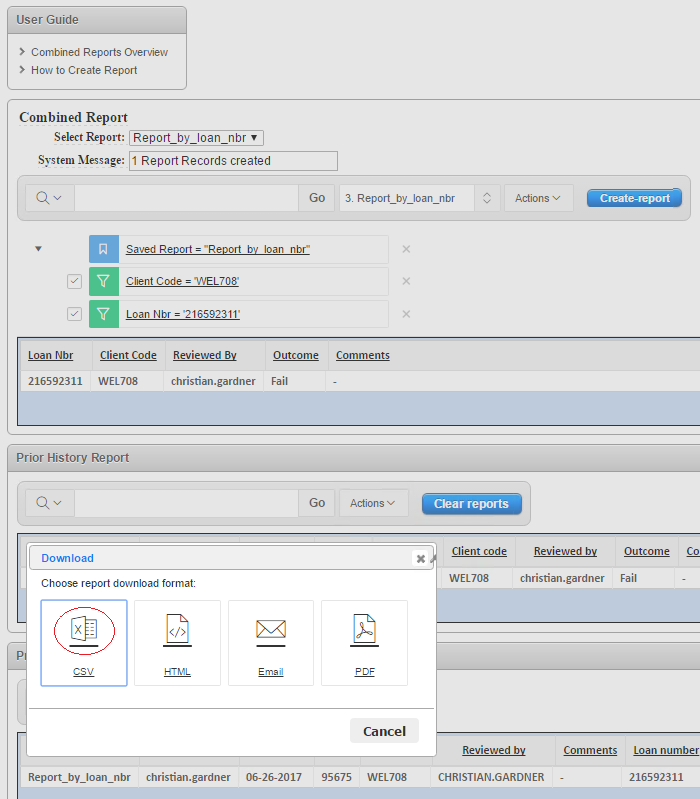 User Guide
Combined Reports Overview
How to Create Report
Combined Report
Select Report: Report_by_loan_nbr
System Message: 1 Report Records created
Go 3. Report_by_loan_nbr Actions Create-report
Saved Report = "Report_by_loan_nbr"
Client Code = 'WEL708'
Loan Nbr = '216592311'
Loan Nbr Client Code Reviewed By Outcome Comments
216592311 WEL708 christian.gardner Fail -
Prior History Report
Go Actions Clear reports
Client code Reviewed by Outcome
WEL708 christian.gardner Fail -
Download
Choose report download format:
CSV HTML Email PDF
Cancel
Reviewed by Comments Loan number
Report_by_loan_nbr christian.gardner 06-26-2017 95675 WEL708 CHRISTIAN.GARDNER - 216592311